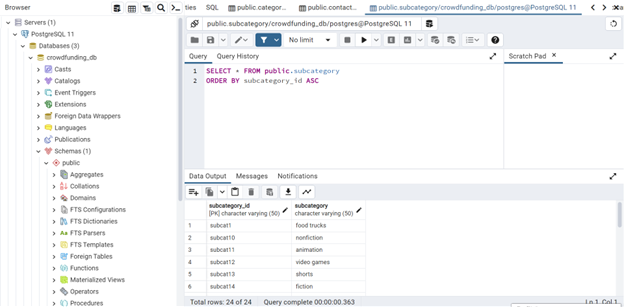 Browser
ties SQL public.categor... public.contact... public.subcategory/crowdfunding_db/postgres@PostgreSQL 11
Servers (1)
PostgreSQL 11
Databases (3)
crowdfunding_db
Casts
Catalogs
Event Triggers
Extensions
Foreign Data Wrappers
Languages
Publications
Schemas (1)
public
Aggregates
Collations
Domains
FTS Configurations
FTS Dictionaries
FTS Parsers
FTS Templates
Foreign Tables
Functions
Materialized Views
Operators
Procedures
public.subcategory/crowdfunding_db/postgres@PostgreSQL 11
No limit
Query Query History
Scratch Pad
1 SELECT * FROM public.subcategory
2 ORDER BY subcategory_id ASC
Data Output Messages Notifications
subcategory_id subcategory
[PK] character varying (50) character varying (50)
1 subcat1 food trucks
2 subcat10 nonfiction
3 subcat11 animation
4 subcat12 video games
5 subcat13 shorts
6 subcat14 fiction
Total rows: 24 of 24 Query complete 00:00:00.363
Ln 1, Col 1